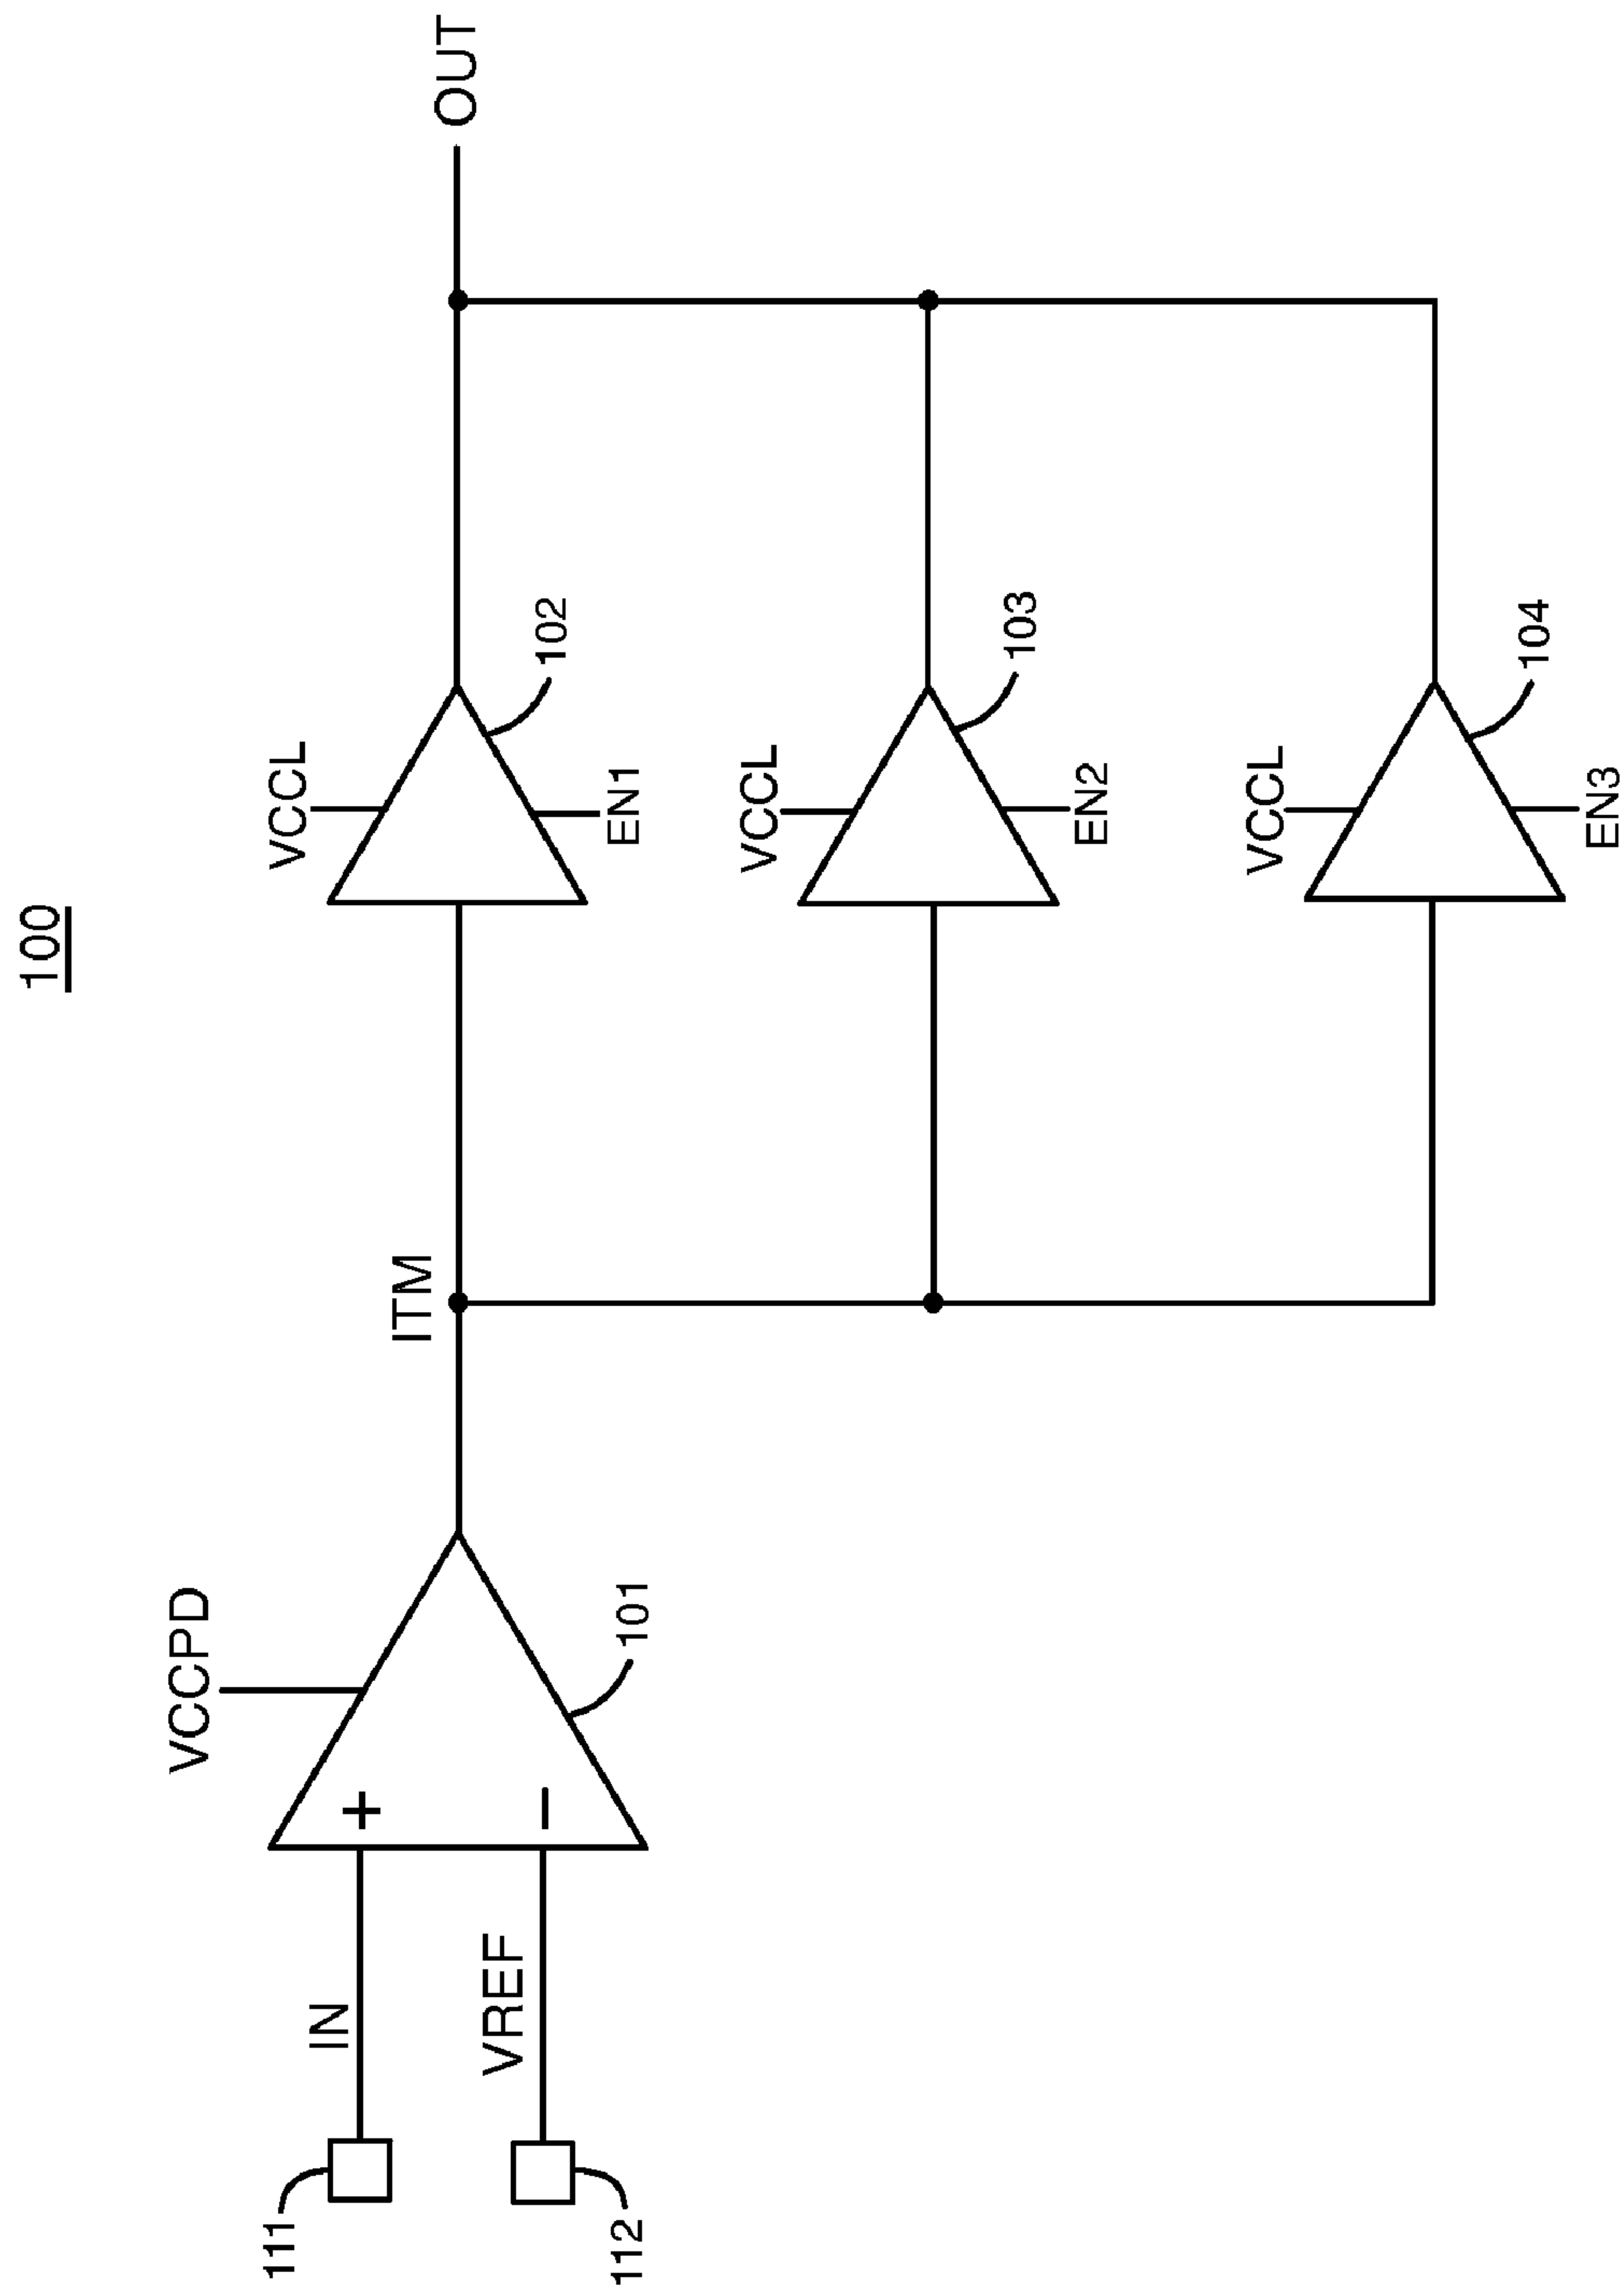 100
VCCPD
VCCL
IN
ITM
OUT
VREF
111
112
101
102
EN1
VCCL
103
EN2
VCCL
104
EN3
+
−